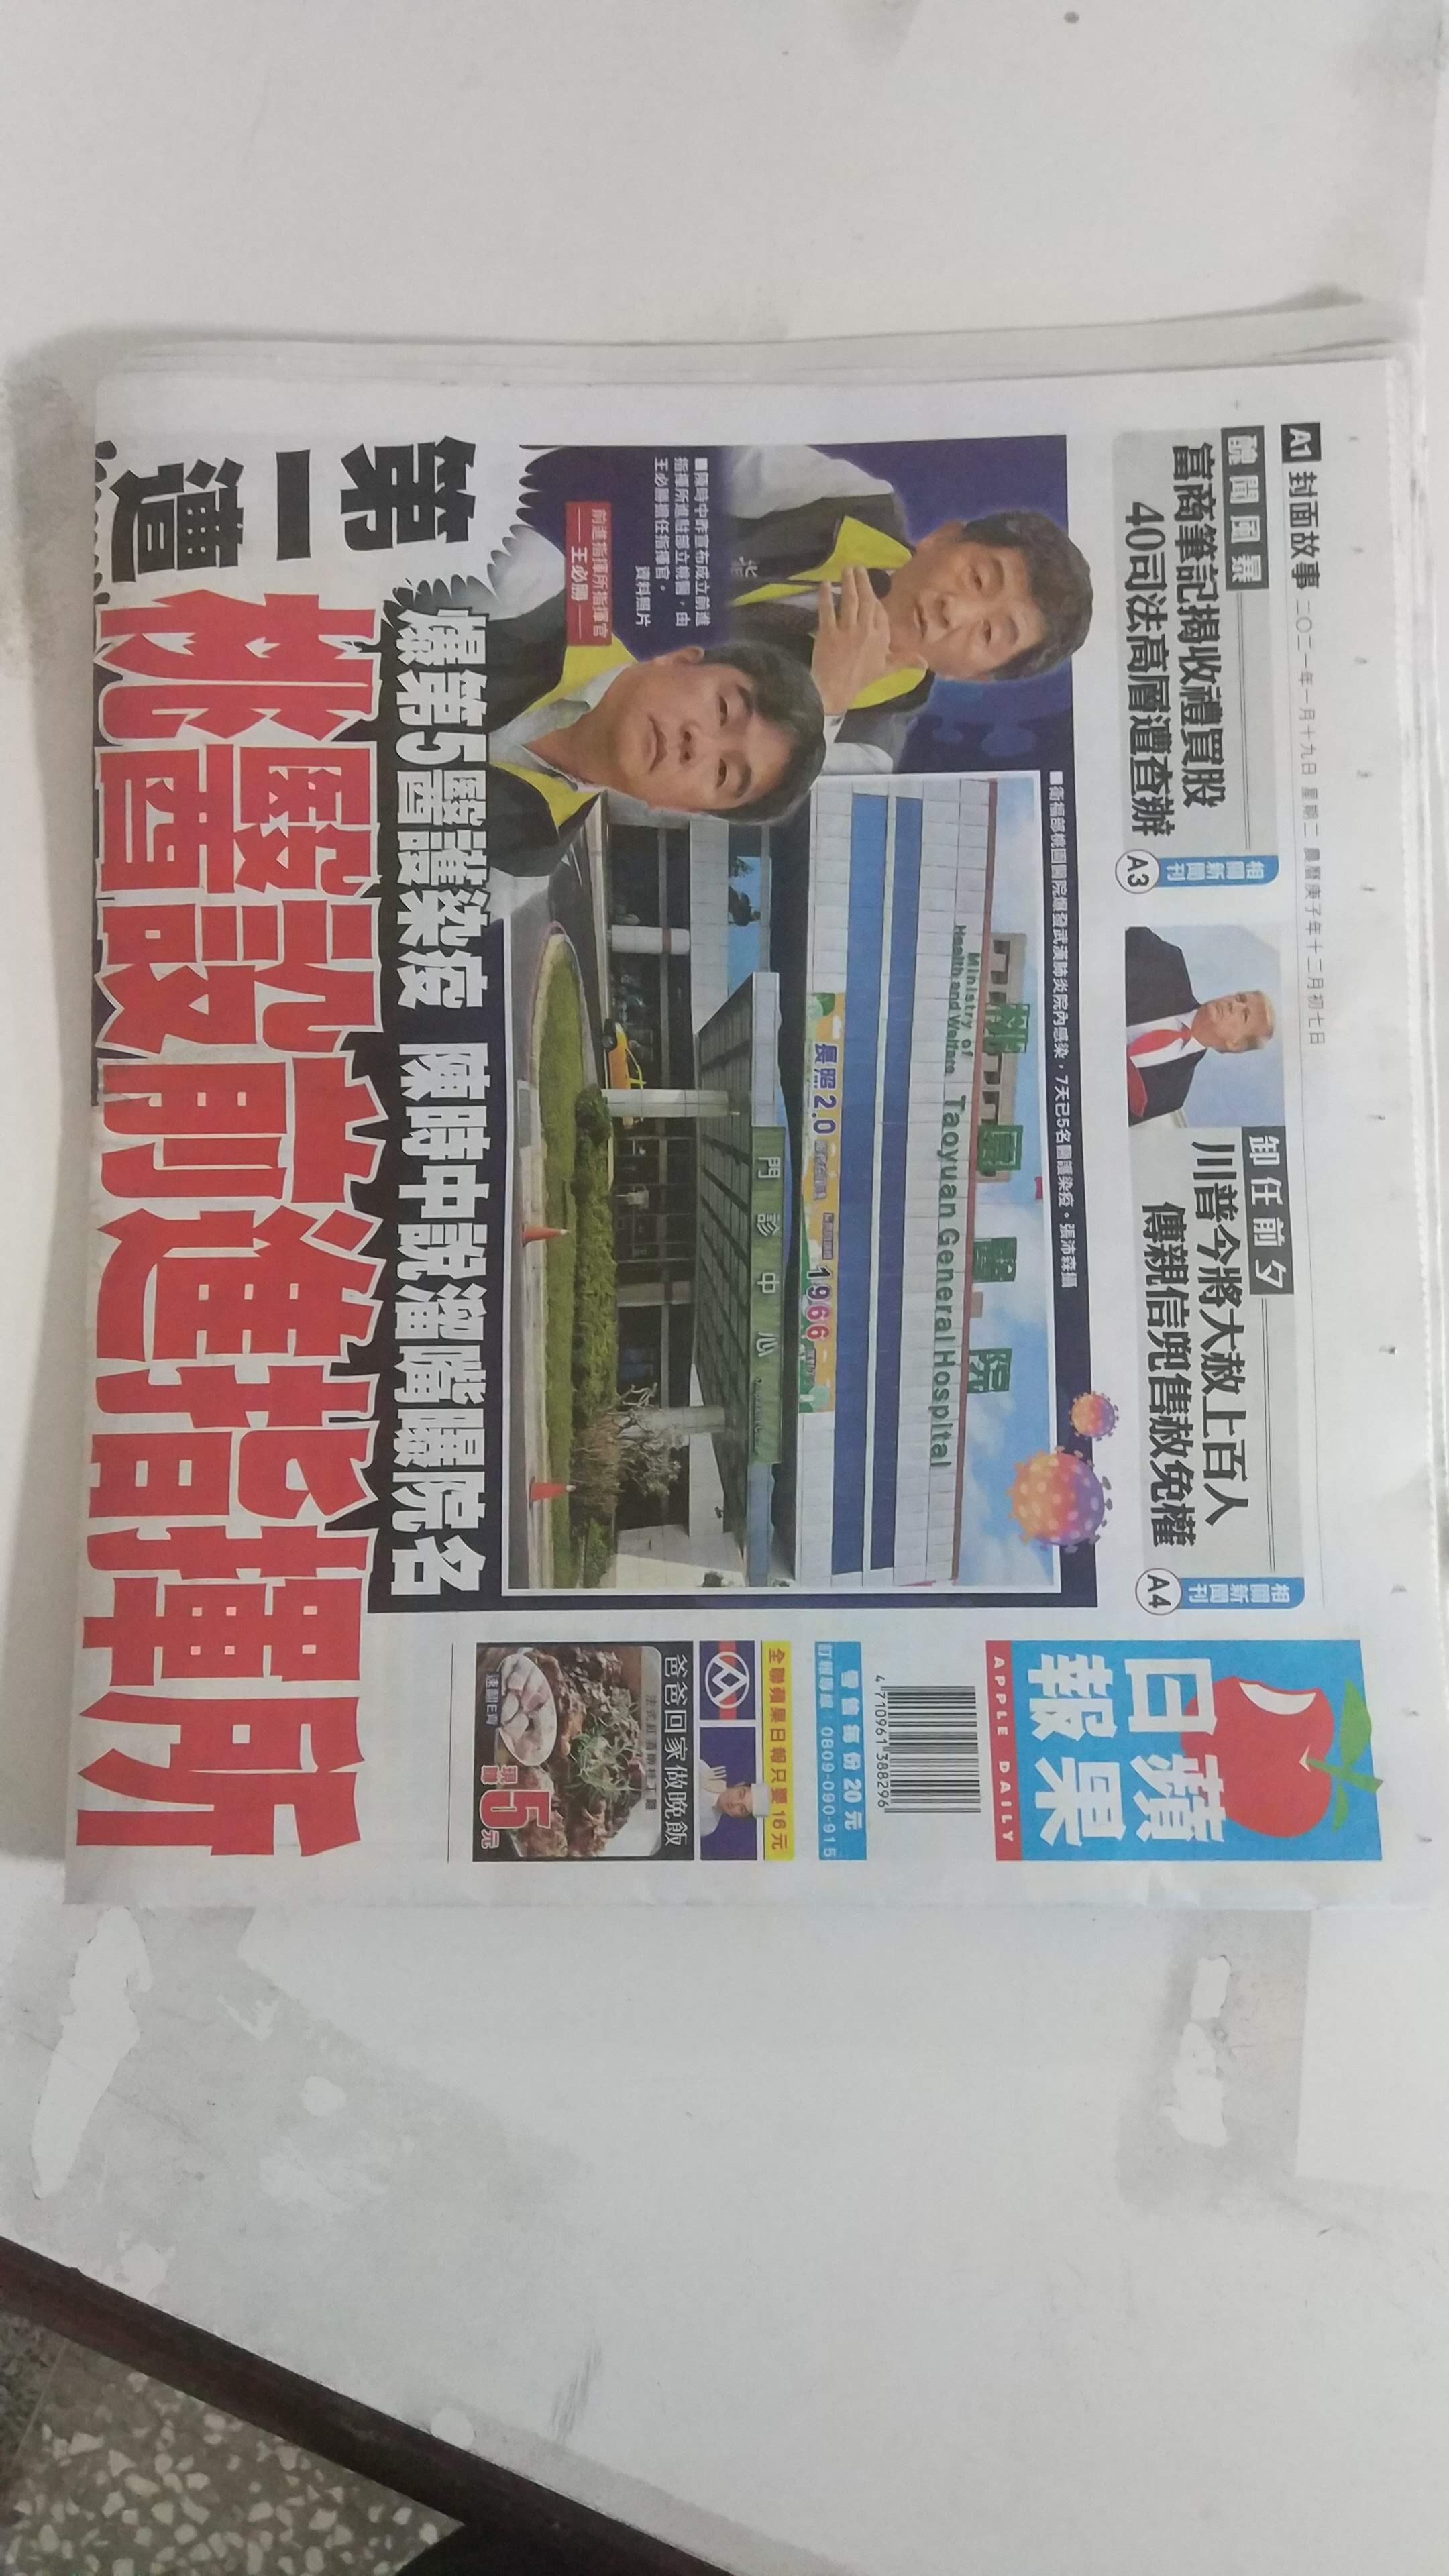 A1 封面故事 二〇二一年一月十九日 星期二 農曆庚子年十二月初七日
醜聞風暴
富商筆記揭收禮買股
40司法高層遭查辦
相關新聞刊
A3
卸任前夕
川普今將大赦上百人
傳親信兜售赦免權
相關新聞刊
A4
蘋果
日報
APPLE DAILY
4 710961 388296
零售每份20元
訂報專線：0809-090-915
全聯蘋果日報只要16元
爸爸回家做晚飯
現省
5元
■衛福部桃園醫院爆發武漢肺炎院內感染，7天已5名醫護染疫。張沛森攝
桃園醫院
Ministry of
Health and Welfare
Taoyuan General Hospital
長照2.0
1966
門診中心
■陳時中昨宣布成立前進
指揮所進駐部立桃園，由
王必勝擔任指揮官。
資料照片
前進指揮所指揮官
王必勝
爆第5醫護染疫 陳時中說溜嘴曝院名
第一遭
桃醫設前進指揮所